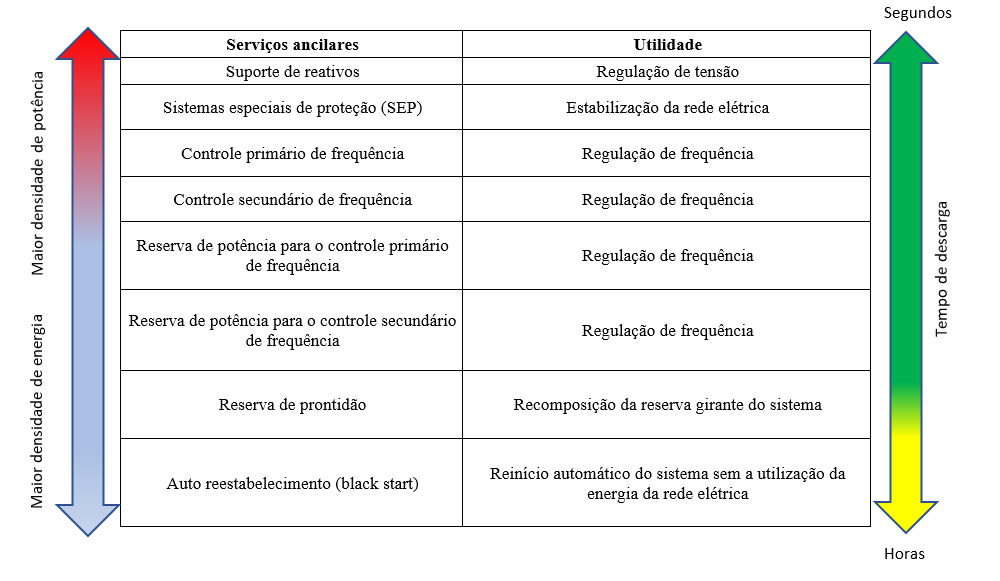 Segundos
Maior densidade de potência
Maior densidade de energia
Serviços ancilares
Utilidade
Suporte de reativos
Regulação de tensão
Sistemas especiais de proteção (SEP)
Estabilização da rede elétrica
Controle primário de frequência
Regulação de frequência
Controle secundário de frequência
Regulação de frequência
Reserva de potência para o controle primário
de frequência
Regulação de frequência
Reserva de potência para o controle secundário
de frequência
Regulação de frequência
Reserva de prontidão
Recomposição da reserva girante do sistema
Auto reestabelecimento (black start)
Reinício automático do sistema sem a utilização da
energia da rede elétrica
Tempo de descarga
Horas